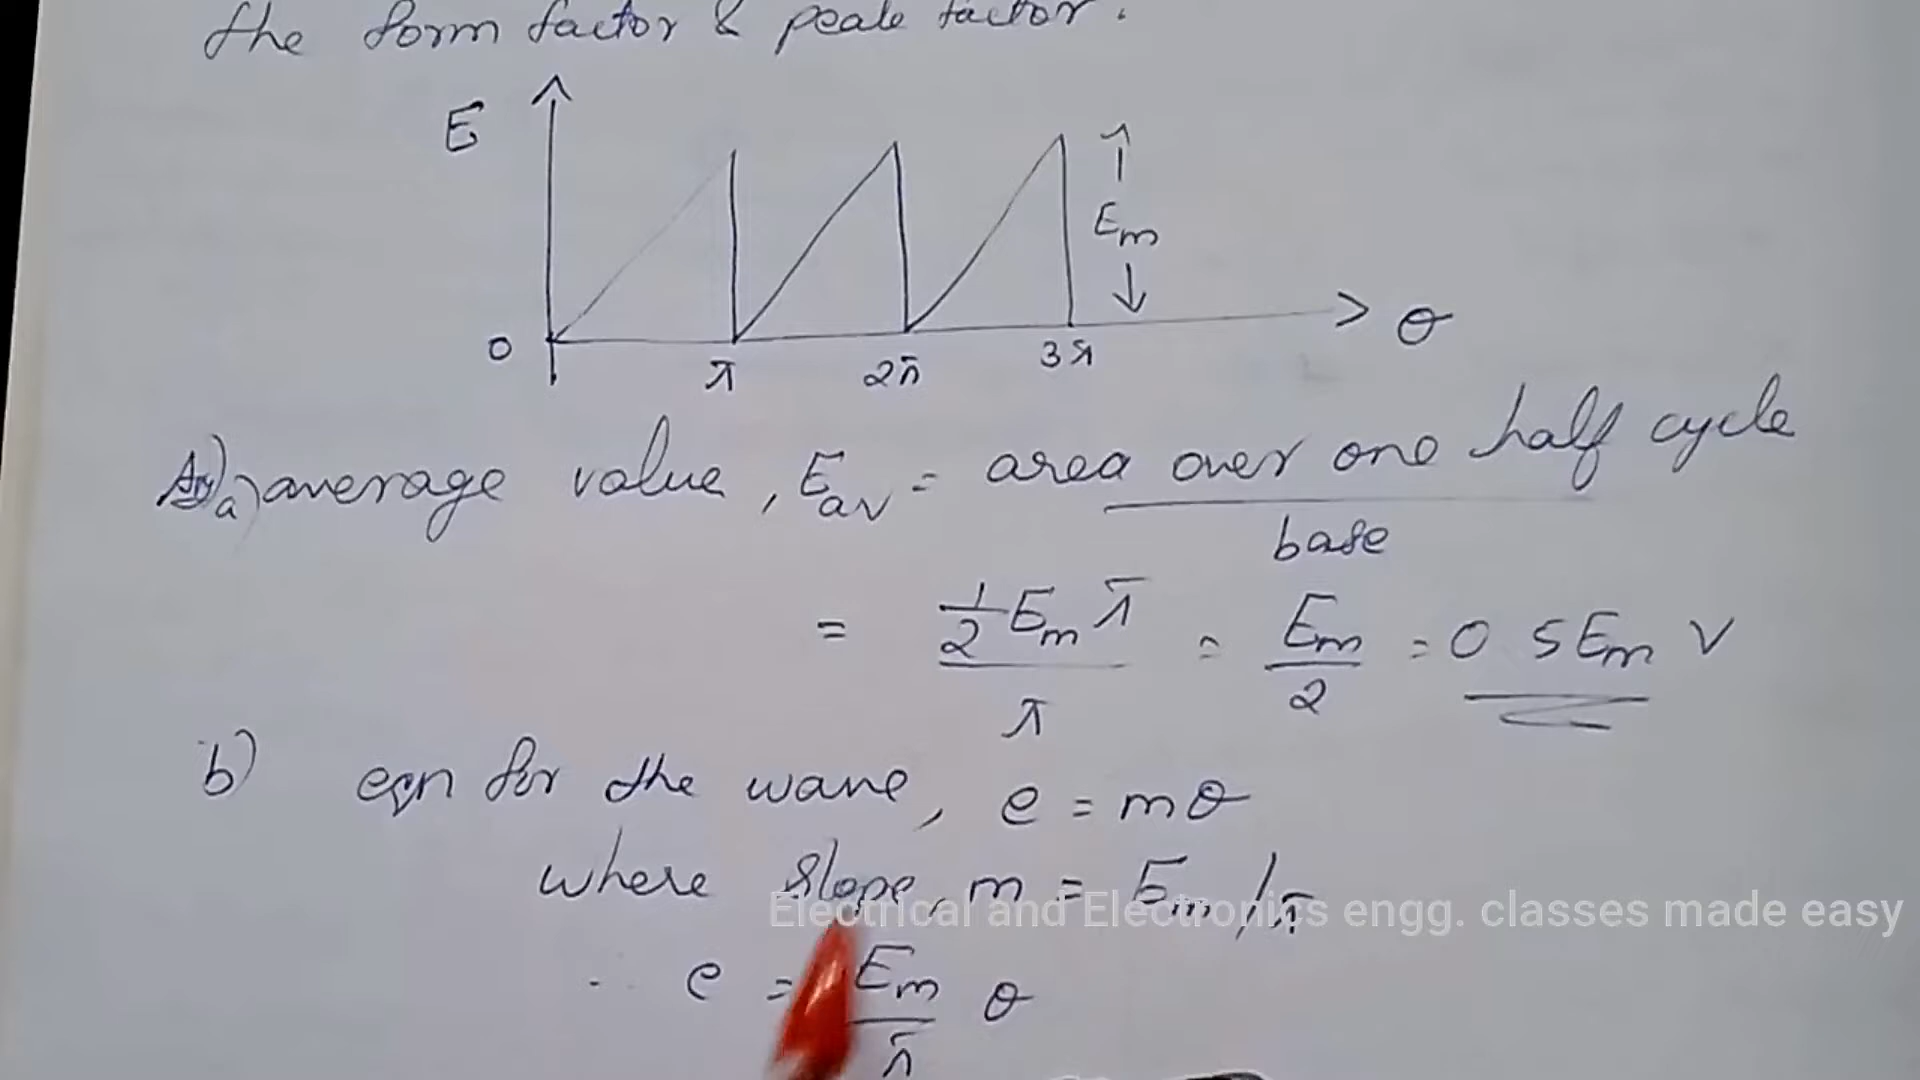 the form factor & peak factor.
E
Em
0
π 2π 3π
θ
a) average value, Eav = area over one half cycle
base
= 1/2 Em π = Em = 0.5Em V
π 2
b) eqn for the wave, e = mθ
where slope, m = Em/π
Electrical and Electronics engg. classes made easy
∴ e = Em θ
π